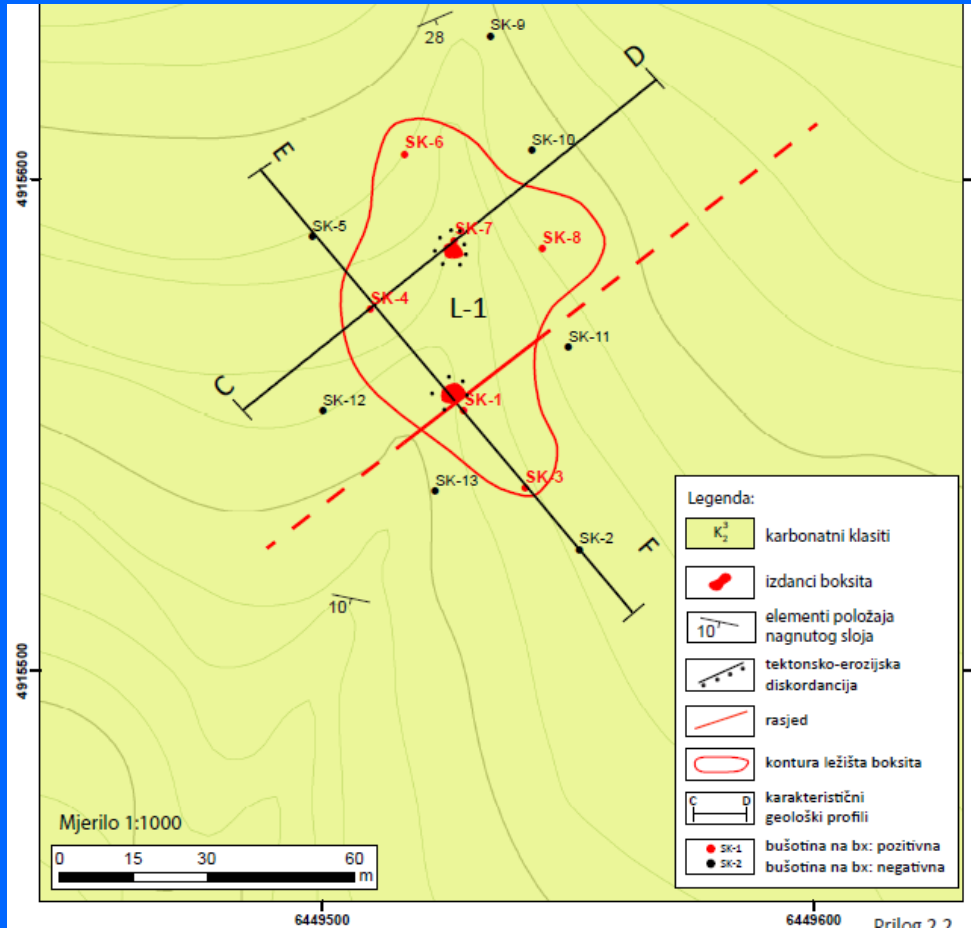 SK-9
28
D
SK-6
SK-10
E
4915600
SK-5
SK-7
SK-8
SK-4
L-1
SK-11
C
SK-12
SK-1
SK-13
SK-3
SK-2
F
10
4915500
Legenda:
K₂³ karbonatni klasiti
izdanci boksita
10 elementi položaja
nagnutog sloja
tektonsko-erozijska
diskordancija
rasjed
kontura ležišta boksita
C D karakteristični
geološki profili
SK-1 bušotina na bx: pozitivna
SK-2 bušotina na bx: negativna
Mjerilo 1:1000
0 15 30 60
m
6449500
6449600
Prilog 2.2